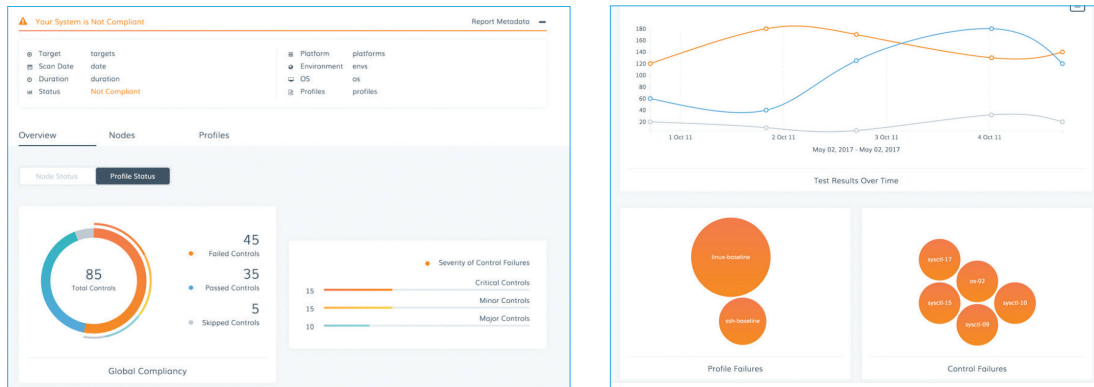 Your System is Not Compliant
Report Metadata
Target targets
Scan Date date
Duration duration
Status Not Compliant
Platform platforms
Environment envs
OS os
Profiles profiles
Overview Nodes Profiles
Node Status Profile Status
85
Total Controls
45
Failed Controls
35
Passed Controls
5
Skipped Controls
Global Compliancy
Severity of Control Failures
Critical Controls
15
Minor Controls
15
Major Controls
10
180
160
140
120
100
80
60
40
20
1 Oct 11 2 Oct 11 3 Oct 11 4 Oct 11
May 02, 2017 - May 02, 2017
Test Results Over Time
linux-baseline
ssh-baseline
Profile Failures
sysctl-17
os-02
sysctl-15
sysctl-10
sysctl-09
Control Failures